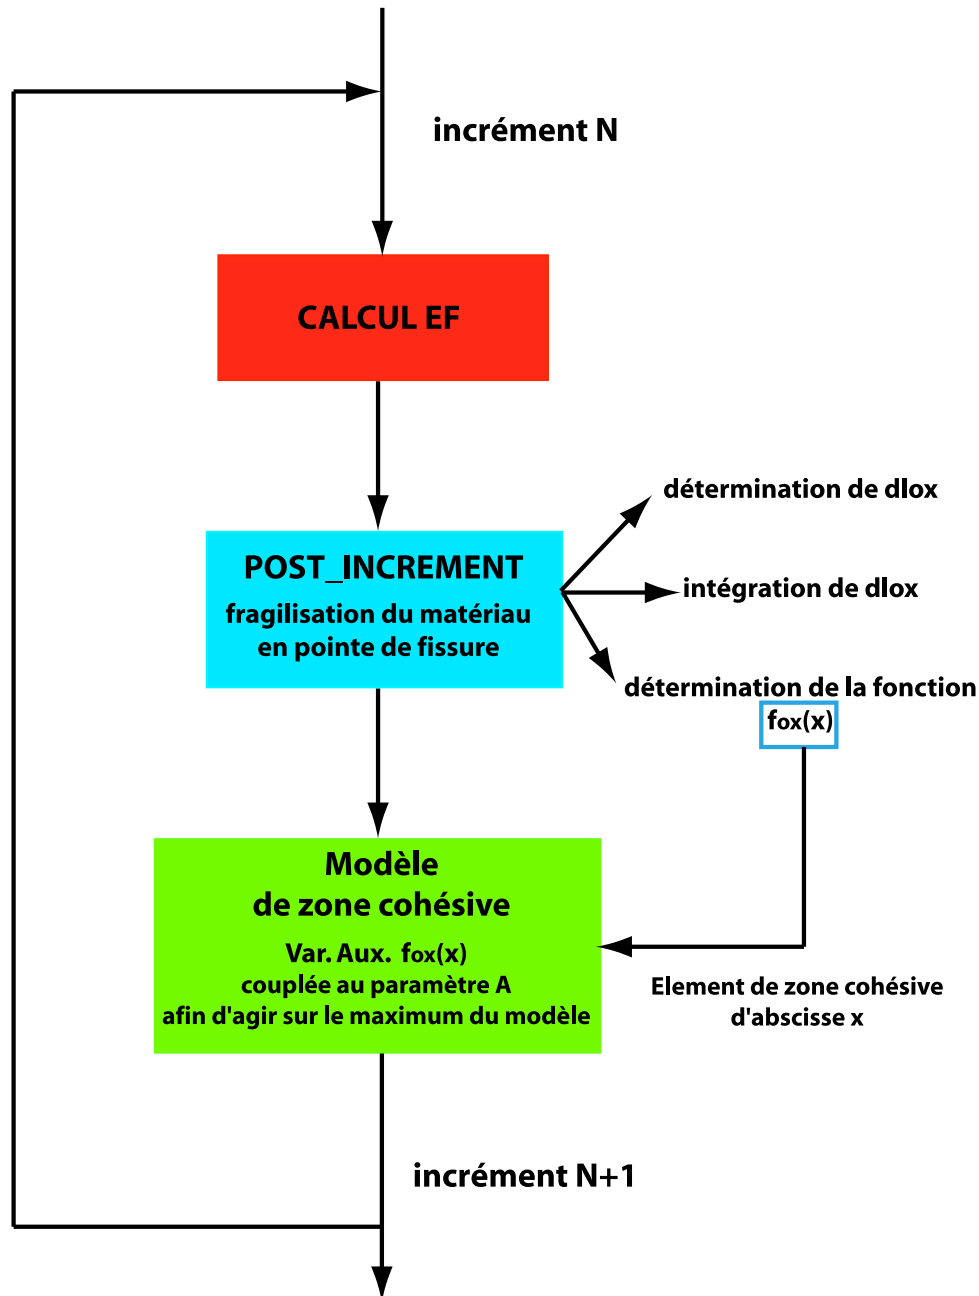 incrément N
CALCUL EF
détermination de dlox
POST_INCREMENT
fragilisation du matériau
en pointe de fissure
intégration de dlox
détermination de la fonction
fox(x)
Modèle
de zone cohésive
Var. Aux. fox(x)
couplée au paramètre A
afin d'agir sur le maximum du modèle
Element de zone cohésive
d'abscisse x
incrément N+1